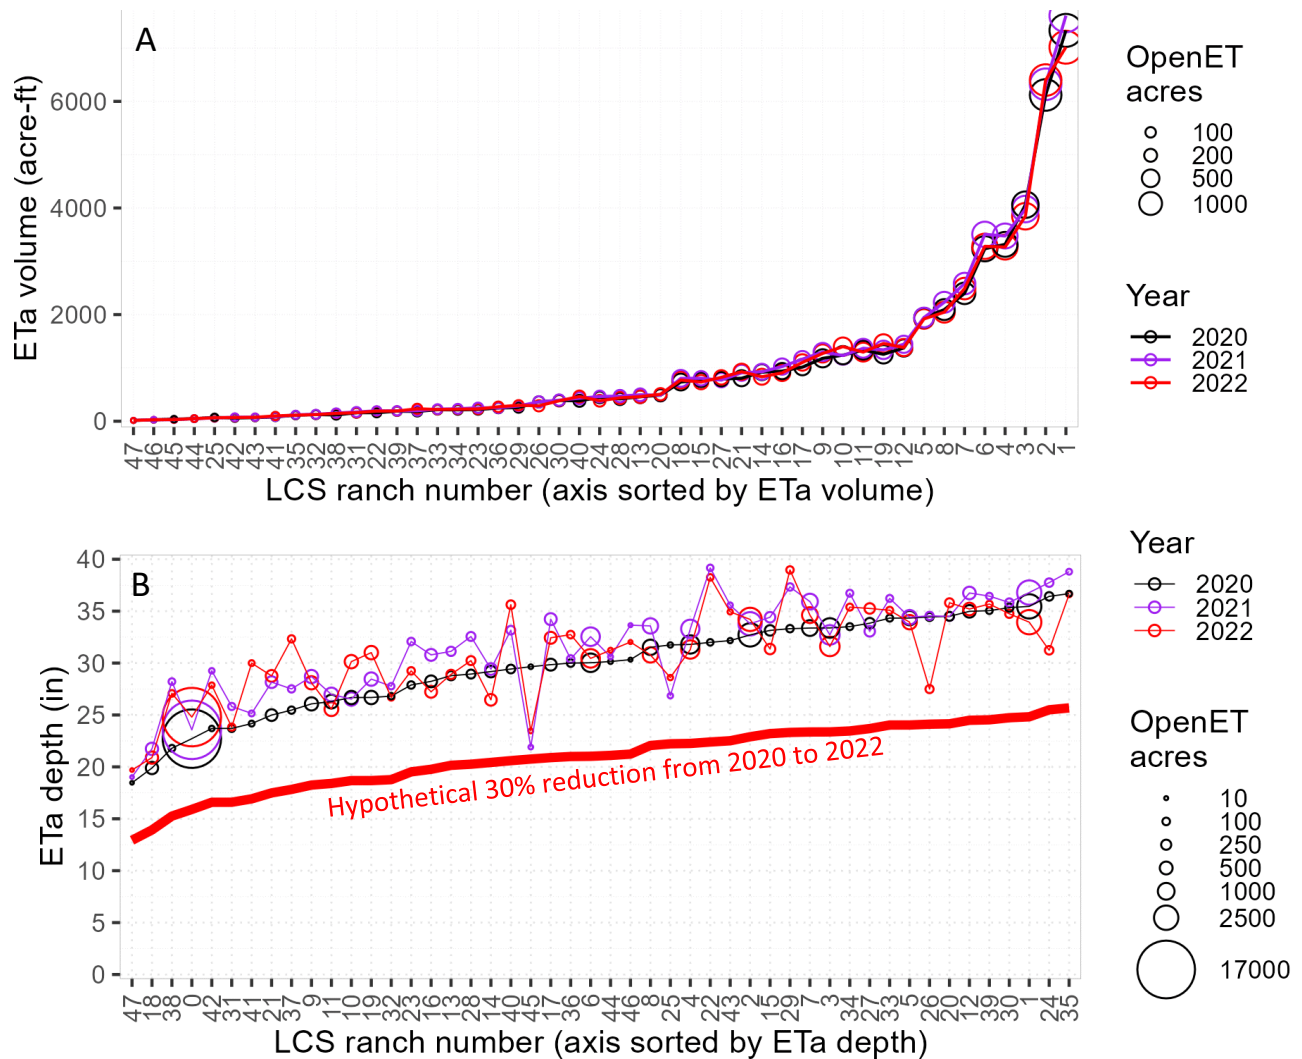 A
ETa volume (acre-ft)
6000
4000
2000
0
47 46 45 44 25 42 43 41 35 32 38 31 22 39 37 33 34 23 36 29 26 30 40 24 28 13 20 18 15 27 21 14 16 17 9 10 11 19 12 5 8 7 6 4 3 2 1
LCS ranch number (axis sorted by ETa volume)
OpenET
acres
100
200
500
1000
Year
2020
2021
2022
B
ETa depth (in)
40
35
30
25
20
15
10
5
0
Hypothetical 30% reduction from 2020 to 2022
47 18 38 0 42 31 41 21 37 9 11 10 19 32 23 16 13 28 14 40 45 17 36 6 44 46 8 25 4 22 43 2 15 29 7 3 34 27 33 5 26 20 12 39 30 1 24 35
LCS ranch number (axis sorted by ETa depth)
Year
2020
2021
2022
OpenET
acres
10
100
250
500
1000
2500
17000